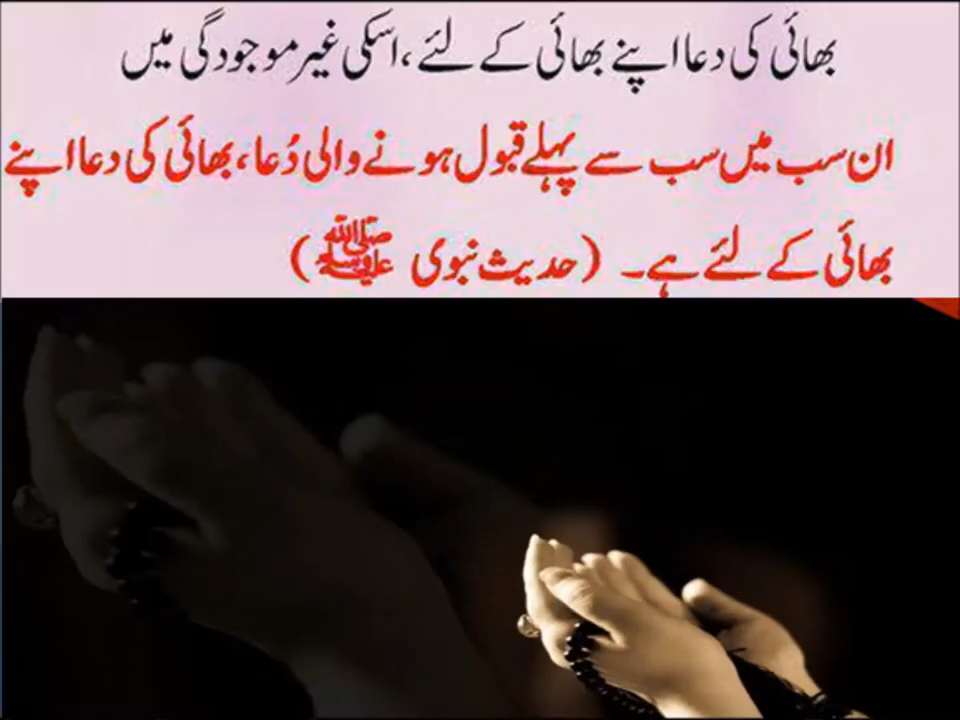 بھائی کی دعا اپنے بھائی کے لئے ، اسکی غیر موجودگی میں
ان سب میں سب سے پہلے قبول ہونے والی دُعا، بھائی کی دعا اپنے
بھائی کے لئے ہے۔ (حدیث نبوی ﷺ)